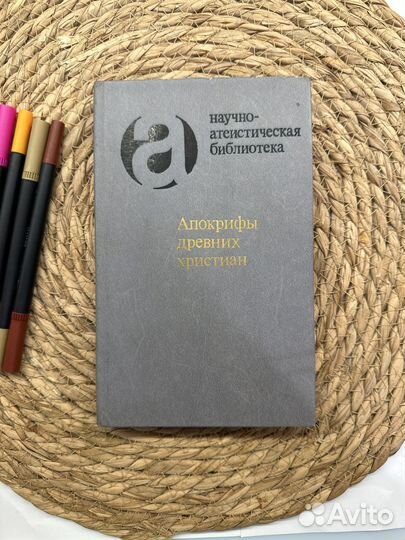 а
научно-
атеистическая
библиотека
Апокрифы
древних
христиан
Avito